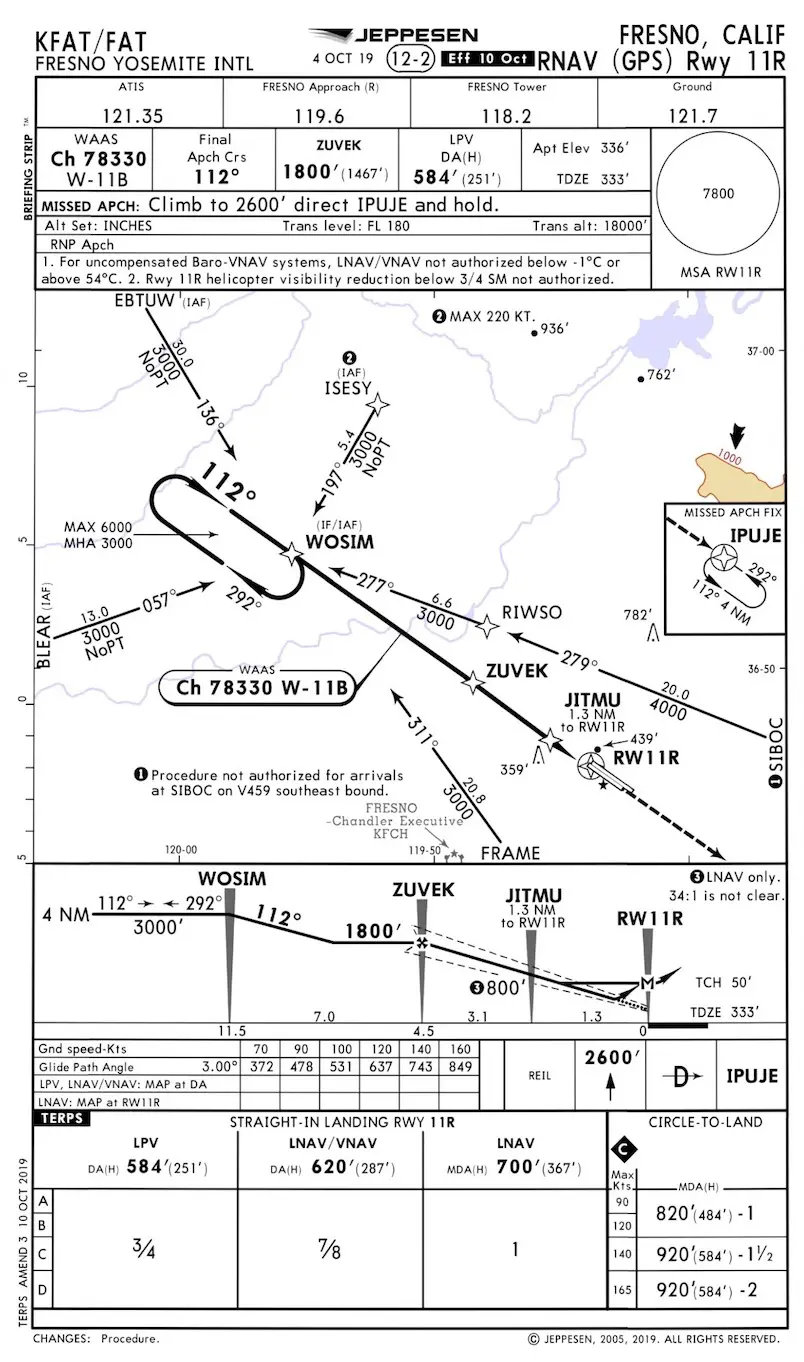 KFAT/FAT
FRESNO YOSEMITE INTL
JEPPESEN
4 OCT 19 12-2 Eff 10 Oct
FRESNO, CALIF
RNAV (GPS) Rwy 11R
BRIEFING STRIP TM
ATIS
121.35
FRESNO Approach (R)
119.6
FRESNO Tower
118.2
Ground
121.7
WAAS
Ch 78330
W-11B
Final
Apch Crs
112°
ZUVEK
1800' (1467')
LPV
DA(H)
584' (251')
Apt Elev 336'
TDZE 333'
7800
MSA RW11R
MISSED APCH: Climb to 2600' direct IPUJE and hold.
Alt Set: INCHES Trans level: FL 180 Trans alt: 18000'
RNP Apch
1. For uncompensated Baro-VNAV systems, LNAV/VNAV not authorized below -1°C or
above 54°C. 2. Rwy 11R helicopter visibility reduction below 3/4 SM not authorized.
EBTUW (IAF)
30.0
3000
NoPT
136°
2 MAX 220 KT.
936'
37-00
762'
10
2
(IAF)
ISESY
5.4
3000
NoPT
197°
1000
112°
MISSED APCH FIX
IPUJE
292°
112° 4 NM
MAX 6000
MHA 3000
(IF/IAF)
WOSIM
5
292°
277°
6.6
3000
RIWSO
782'
BLEAR (IAF)
13.0
3000
NoPT
057°
279°
20.0
4000
36-50
WAAS
Ch 78330 W-11B
ZUVEK
0
JITMU
1.3 NM
to RW11R
439'
RW11R
359'
1 SIBOC
311°
20.8
3000
1 Procedure not authorized for arrivals
at SIBOC on V459 southeast bound.
FRESNO
-Chandler Executive
KFCH
5
120-00
119-50
FRAME
3 LNAV only.
34:1 is not clear.
WOSIM
ZUVEK
JITMU
1.3 NM
to RW11R
RW11R
4 NM
112° 292°
3000'
112°
1800'
3 800'
M
TCH 50'
TDZE 333'
7.0 3.1 1.3
11.5 4.5 0
Gnd speed-Kts 70 90 100 120 140 160
Glide Path Angle 3.00° 372 478 531 637 743 849
LPV, LNAV/VNAV: MAP at DA
LNAV: MAP at RW11R
REIL
2600'
D
IPUJE
TERPS
STRAIGHT-IN LANDING RWY 11R
CIRCLE-TO-LAND
LPV
DA(H) 584' (251')
LNAV/VNAV
DA(H) 620' (287')
LNAV
MDA(H) 700' (367')
C
Max
Kts
MDA(H)
A
B
C
D
3/4
7/8
1
90
120
820' (484') -1
140
920' (584') -1 1/2
165
920' (584') -2
TERPS AMEND 3 10 OCT 2019
CHANGES: Procedure.
© JEPPESEN, 2005, 2019. ALL RIGHTS RESERVED.